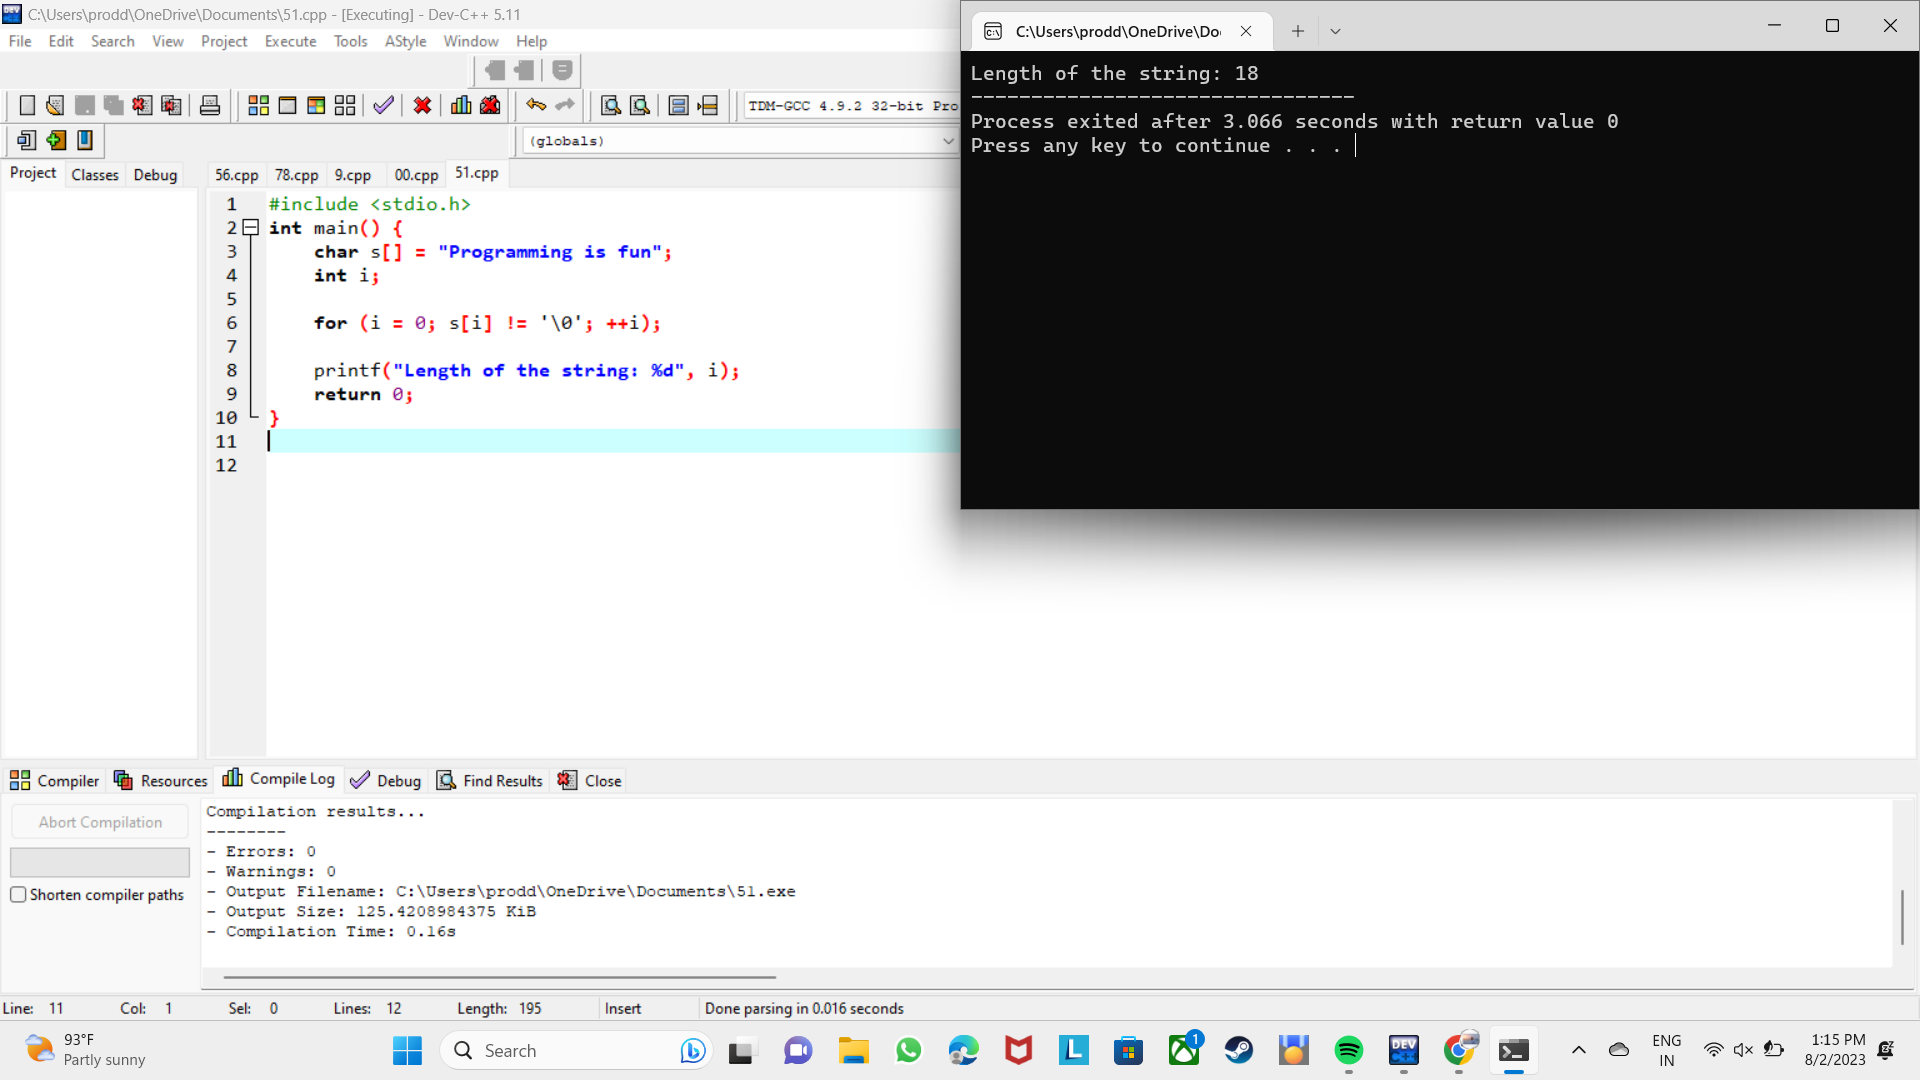 C:\Users\prodd\OneDrive\Documents\51.cpp - [Executing] - Dev-C++ 5.11
File Edit Search View Project Execute Tools AStyle Window Help
TDM-GCC 4.9.2 32-bit Pro
(globals)
Project Classes Debug
56.cpp 78.cpp 9.cpp 00.cpp 51.cpp
1 #include <stdio.h>
2 int main() {
3 char s[] = "Programming is fun";
4 int i;
5
6 for (i = 0; s[i] != '\0'; ++i);
7
8 printf("Length of the string: %d", i);
9 return 0;
10 }
11
12
C:\Users\prodd\OneDrive\Do
Length of the string: 18
--------------------------------
Process exited after 3.066 seconds with return value 0
Press any key to continue . . .
Compiler Resources Compile Log Debug Find Results Close
Abort Compilation
Shorten compiler paths
Compilation results...
--------
- Errors: 0
- Warnings: 0
- Output Filename: C:\Users\prodd\OneDrive\Documents\51.exe
- Output Size: 125.4208984375 KiB
- Compilation Time: 0.16s
Line: 11 Col: 1 Sel: 0 Lines: 12 Length: 195 Insert Done parsing in 0.016 seconds
93°F
Partly sunny
Search
L
1
DEV
C++
ENG
IN
1:15 PM
8/2/2023